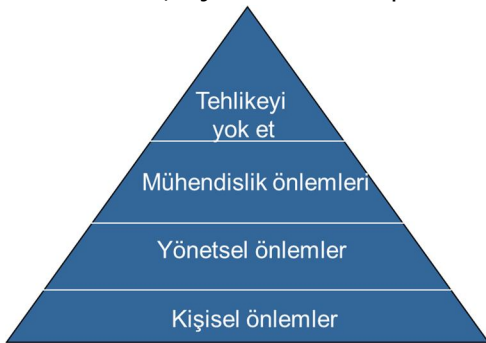 Tehlikeyi
yok et
Mühendislik önlemleri
Yönetsel önlemler
Kişisel önlemler